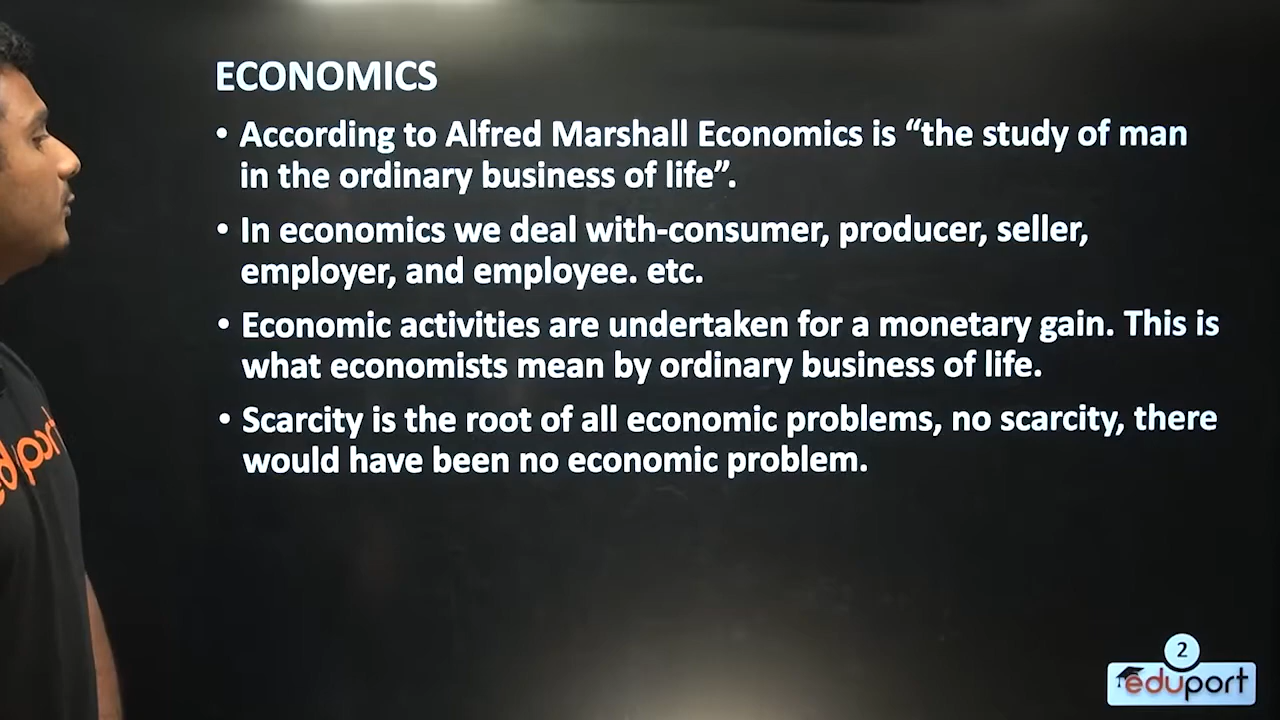 ECONOMICS
• According to Alfred Marshall Economics is “the study of man
in the ordinary business of life”.
• In economics we deal with-consumer, producer, seller,
employer, and employee. etc.
• Economic activities are undertaken for a monetary gain. This is
what economists mean by ordinary business of life.
• Scarcity is the root of all economic problems, no scarcity, there
would have been no economic problem.
eduport
2
eduport